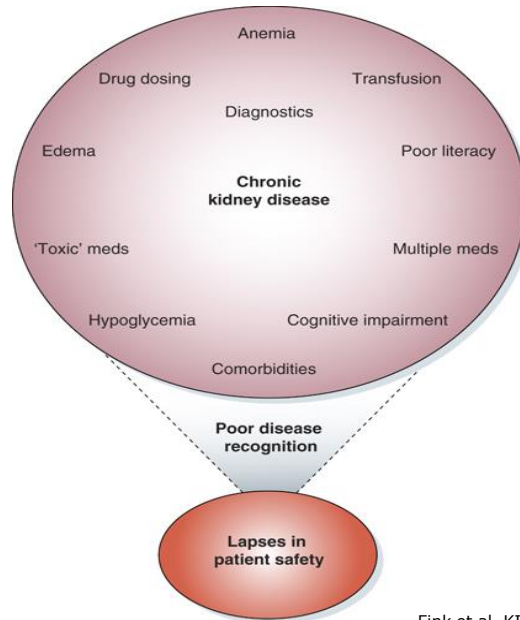 Anemia
Drug dosing
Transfusion
Diagnostics
Edema
Poor literacy
Chronic
kidney disease
'Toxic' meds
Multiple meds
Hypoglycemia
Cognitive impairment
Comorbidities
Poor disease
recognition
Lapses in
patient safety
Fink et al.